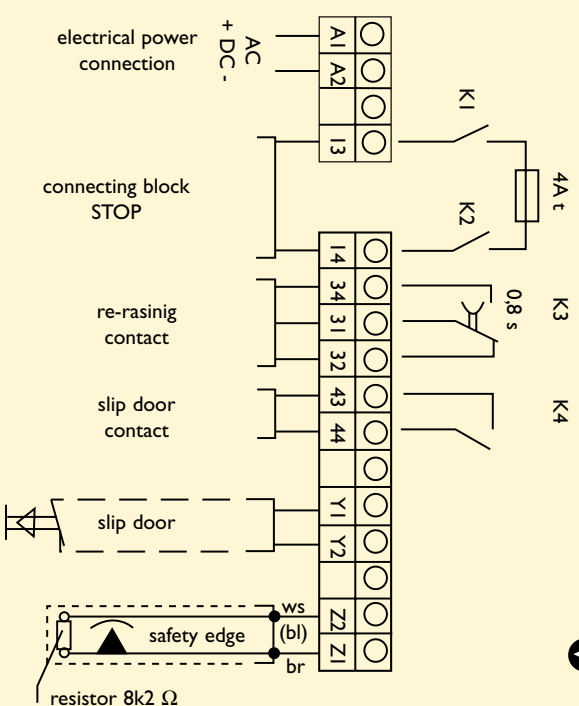 electrical power
connection
AC
+ DC -
A1
A2
13
K1
4A t
connecting block
STOP
K2
14
34
31
32
re-rasinig
contact
0,8 s
K3
43
44
slip door
contact
K4
Y1
Y2
slip door
Z2
Z1
ws
(bl)
br
safety edge
resistor 8k2 Ω